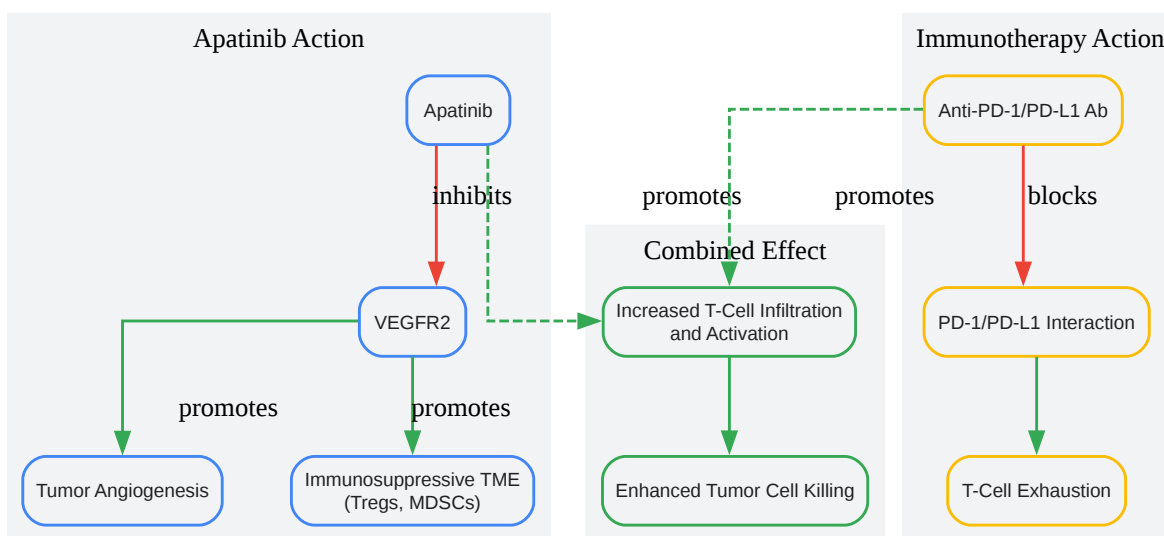 Apatinib Action
Immunotherapy Action
Apatinib
Anti-PD-1/PD-L1 Ab
inhibits
promotes
promotes
blocks
Combined Effect
VEGFR2
Increased T-Cell Infiltration
and Activation
PD-1/PD-L1 Interaction
promotes
promotes
Tumor Angiogenesis
Immunosuppressive TME
(Tregs, MDSCs)
Enhanced Tumor Cell Killing
T-Cell Exhaustion